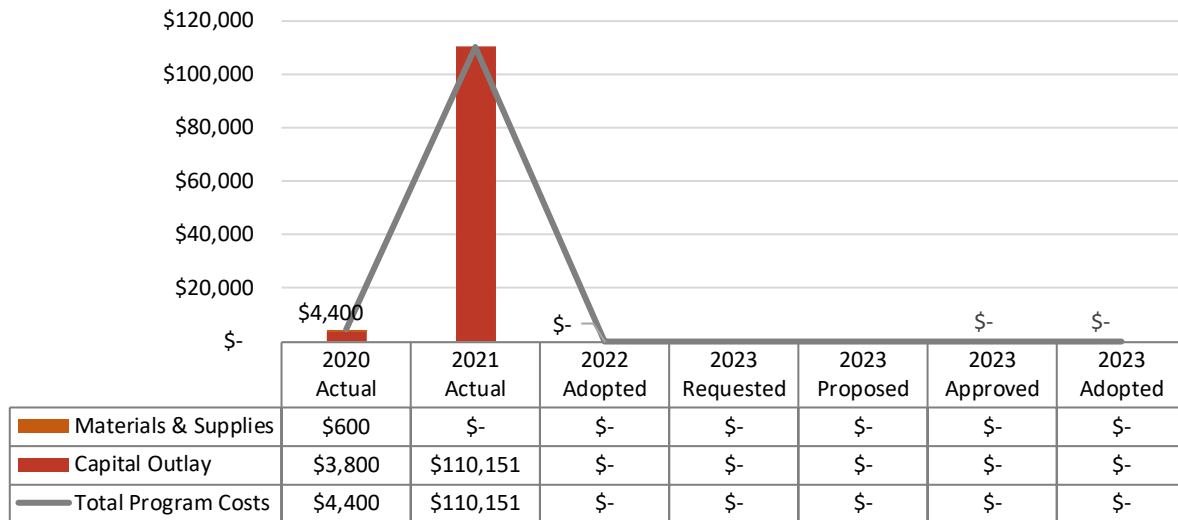 $120,000
$100,000
$80,000
$60,000
$40,000
$20,000
$-
$4,400
$-
$-
$-
2020 Actual
2021 Actual
2022 Adopted
2023 Requested
2023 Proposed
2023 Approved
2023 Adopted
Materials & Supplies $600 $- $- $- $- $- $-
Capital Outlay $3,800 $110,151 $- $- $- $- $-
Total Program Costs $4,400 $110,151 $- $- $- $- $-